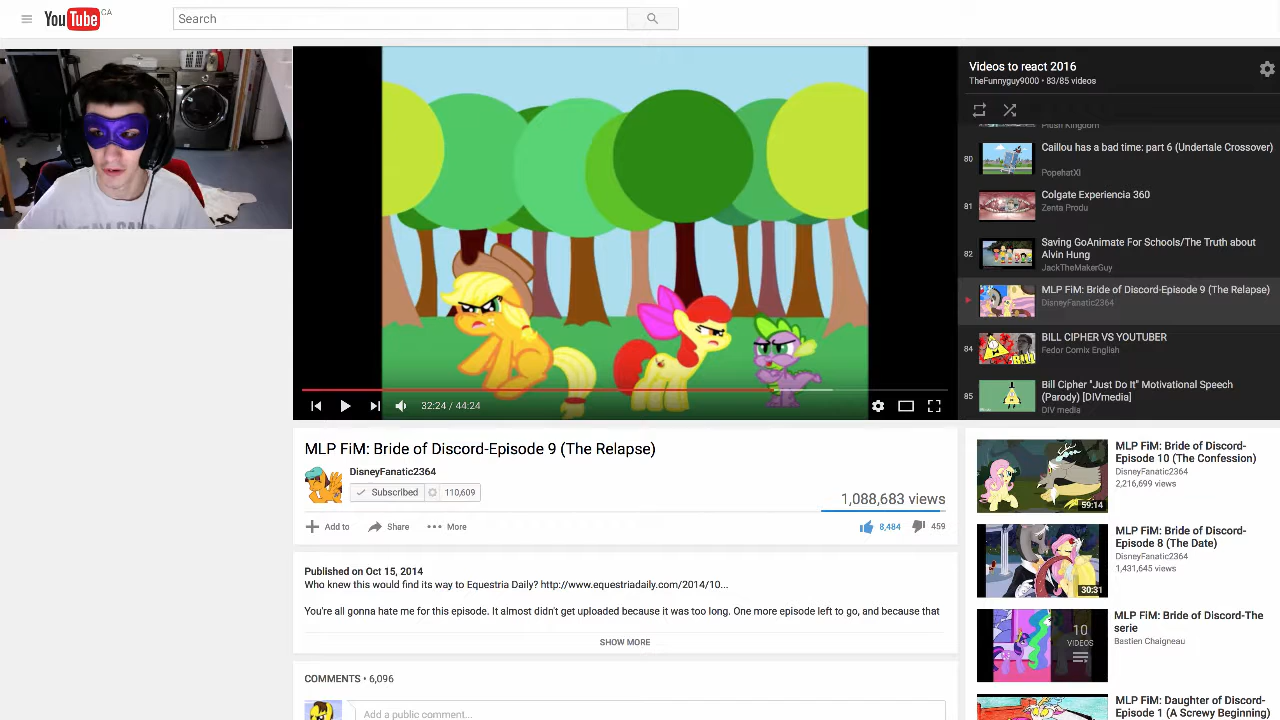 YouTube CA
Search
Videos to react 2016
TheFunnyguy9000 • 83/85 videos
Plush Kingdom
80
Caillou has a bad time: part 6 (Undertale Crossover)
PopehatXI
81
Colgate Experiencia 360
Zenta Produ
82
Saving GoAnimate For Schools/The Truth about
Alvin Hung
JackTheMakerGuy
MLP FiM: Bride of Discord-Episode 9 (The Relapse)
DisneyFanatic2364
84
BILL CIPHER VS YOUTUBER
Fedor Comix English
85
Bill Cipher "Just Do It" Motivational Speech
(Parody) [DIVmedia]
DIV media
32:24 / 44:24
MLP FiM: Bride of Discord-Episode 9 (The Relapse)
DisneyFanatic2364
Subscribed 110,609
1,088,683 views
Add to Share More
8,484 459
Published on Oct 15, 2014
Who knew this would find its way to Equestria Daily? http://www.equestriadaily.com/2014/10...
You're all gonna hate me for this episode. It almost didn't get uploaded because it was too long. One more episode left to go, and because that
SHOW MORE
COMMENTS • 6,096
Add a public comment...
MLP FiM: Bride of Discord-
Episode 10 (The Confession)
DisneyFanatic2364
2,216,699 views
59:14
MLP FiM: Bride of Discord-
Episode 8 (The Date)
DisneyFanatic2364
1,431,645 views
30:31
MLP FiM: Bride of Discord-The
serie
Bastien Chaigneau
10
VIDEOS
MLP FiM: Daughter of Discord-
Episode 1 (A Screwy Beginning)